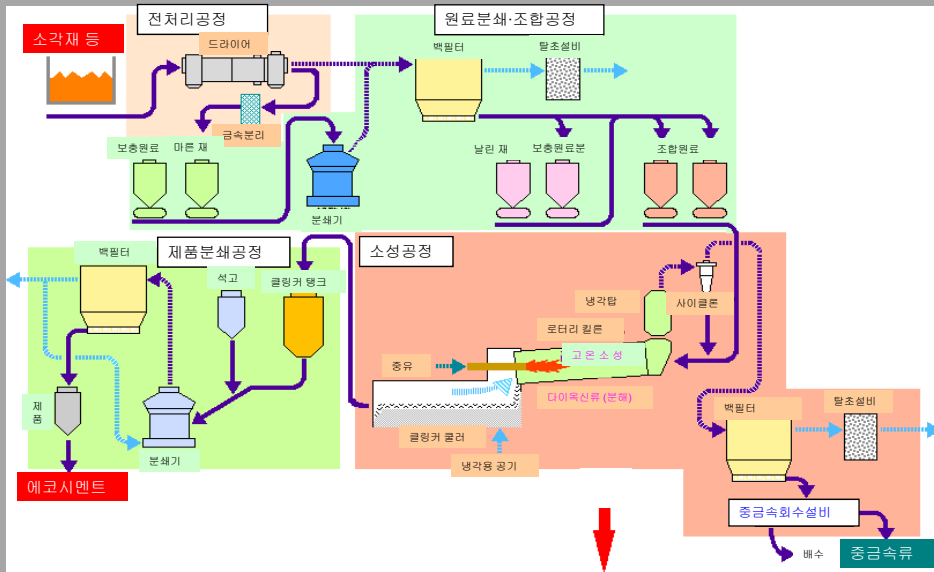 전처리공정
원료분쇄·조합공정
소각재 등
드라이어
백필터
탈초설비
금속분리
보충원료
마른 재
날린 재
보충원료분
조합원료
분쇄기
제품분쇄공정
소성공정
백필터
석고
클링커 탱크
냉각탑
사이클론
로터리 킬른
고 온 소 성
중유
다이옥신류 (분해)
제
품
백필터
탈초설비
클링커 쿨러
분쇄기
냉각용 공기
에코시멘트
중금속회수설비
배수
중금속류